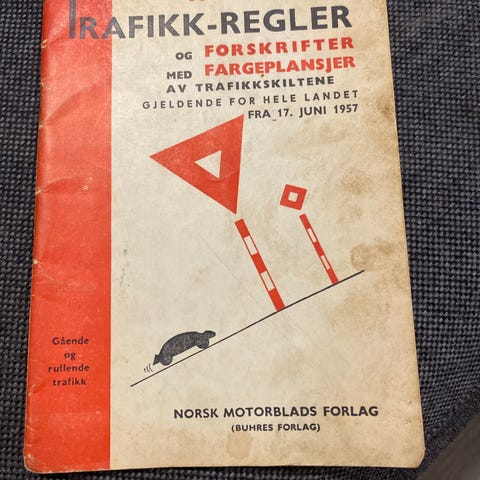 TRAFIKK-REGLER
OG FORSKRIFTER
MED FARGEPLANSJER
AV TRAFIKKSKILTENE
GJELDENDE FOR HELE LANDET
FRA 17. JUNI 1957
Gående
og
rullende
trafikk
NORSK MOTORBLADS FORLAG
(BUHRES FORLAG)